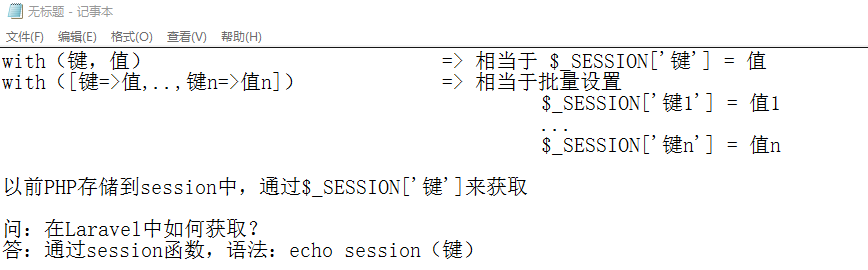 无标题 - 记事本
文件(F) 编辑(E) 格式(O) 查看(V) 帮助(H)
with（键，值） => 相当于 $_SESSION['键'] = 值
with（[键=>值,..,键n=>值n]） => 相当于批量设置
$_SESSION['键1'] = 值1
...
$_SESSION['键n'] = 值n
以前PHP存储到session中，通过$_SESSION['键']来获取
问：在Laravel中如何获取？
答：通过session函数，语法：echo session（键）